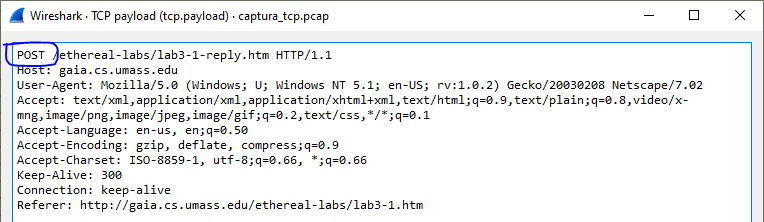 Wireshark · TCP payload (tcp.payload) · captura_tcp.pcap
POST /ethereal-labs/lab3-1-reply.htm HTTP/1.1
Host: gaia.cs.umass.edu
User-Agent: Mozilla/5.0 (Windows; U; Windows NT 5.1; en-US; rv:1.0.2) Gecko/20030208 Netscape/7.02
Accept: text/xml,application/xml,application/xhtml+xml,text/html;q=0.9,text/plain;q=0.8,video/x-
mng,image/png,image/jpeg,image/gif;q=0.2,text/css,*/*;q=0.1
Accept-Language: en-us, en;q=0.50
Accept-Encoding: gzip, deflate, compress;q=0.9
Accept-Charset: ISO-8859-1, utf-8;q=0.66, *;q=0.66
Keep-Alive: 300
Connection: keep-alive
Referer: http://gaia.cs.umass.edu/ethereal-labs/lab3-1.htm